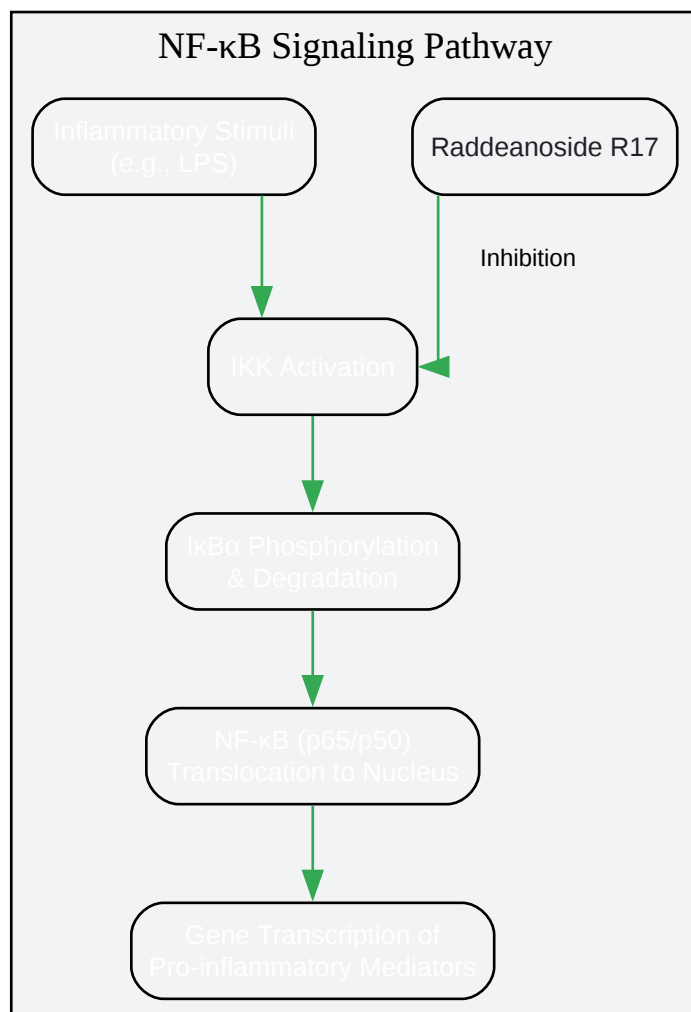 NF-κB Signaling Pathway
Inflammatory Stimuli
(e.g., LPS)
Raddeanoside R17
Inhibition
IKK Activation
IκBα Phosphorylation
& Degradation
NF-κB (p65/p50)
Translocation to Nucleus
Gene Transcription of
Pro-inflammatory Mediators